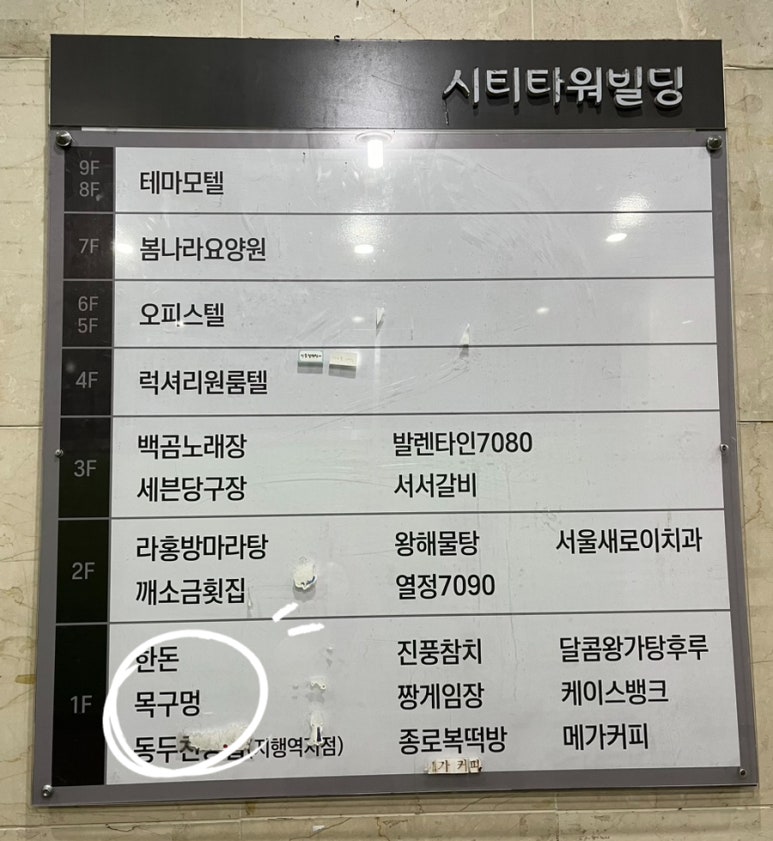 시티타워빌딩
9F
8F
테마모텔
7F
봄나라요양원
6F
5F
오피스텔
4F
럭셔리원룸텔
3F
백곰노래장 발렌타인7080
세븐당구장 서서갈비
2F
라홍방마라탕 왕해물탕 서울새로이치과
깨소금횟집 열정7090
1F
한돈 진풍참치 달콤왕가탕후루
목구멍 짱게임장 케이스뱅크
(지행역지점) 종로복떡방 메가커피
가 커피